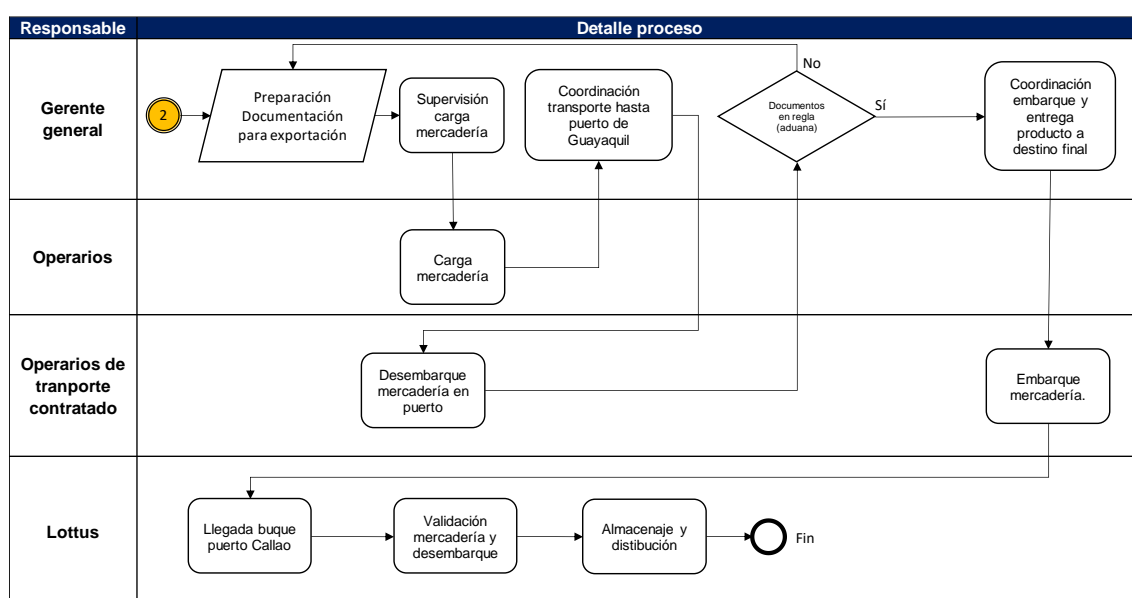 Responsable
Detalle proceso
Gerente
general
2
Preparación
Documentación
para exportación
Supervisión
carga
mercadería
Coordinación
transporte hasta
puerto de
Guayaquil
No
Documentos
en regla
(aduana)
Sí
Coordinación
embarque y
entrega
producto a
destino final
Operarios
Carga
mercadería
Operarios de
tranporte
contratado
Desembarque
mercadería en
puerto
Embarque
mercadería.
Lottus
Llegada buque
puerto Callao
Validación
mercadería y
desembarque
Almacenaje y
distibución
Fin